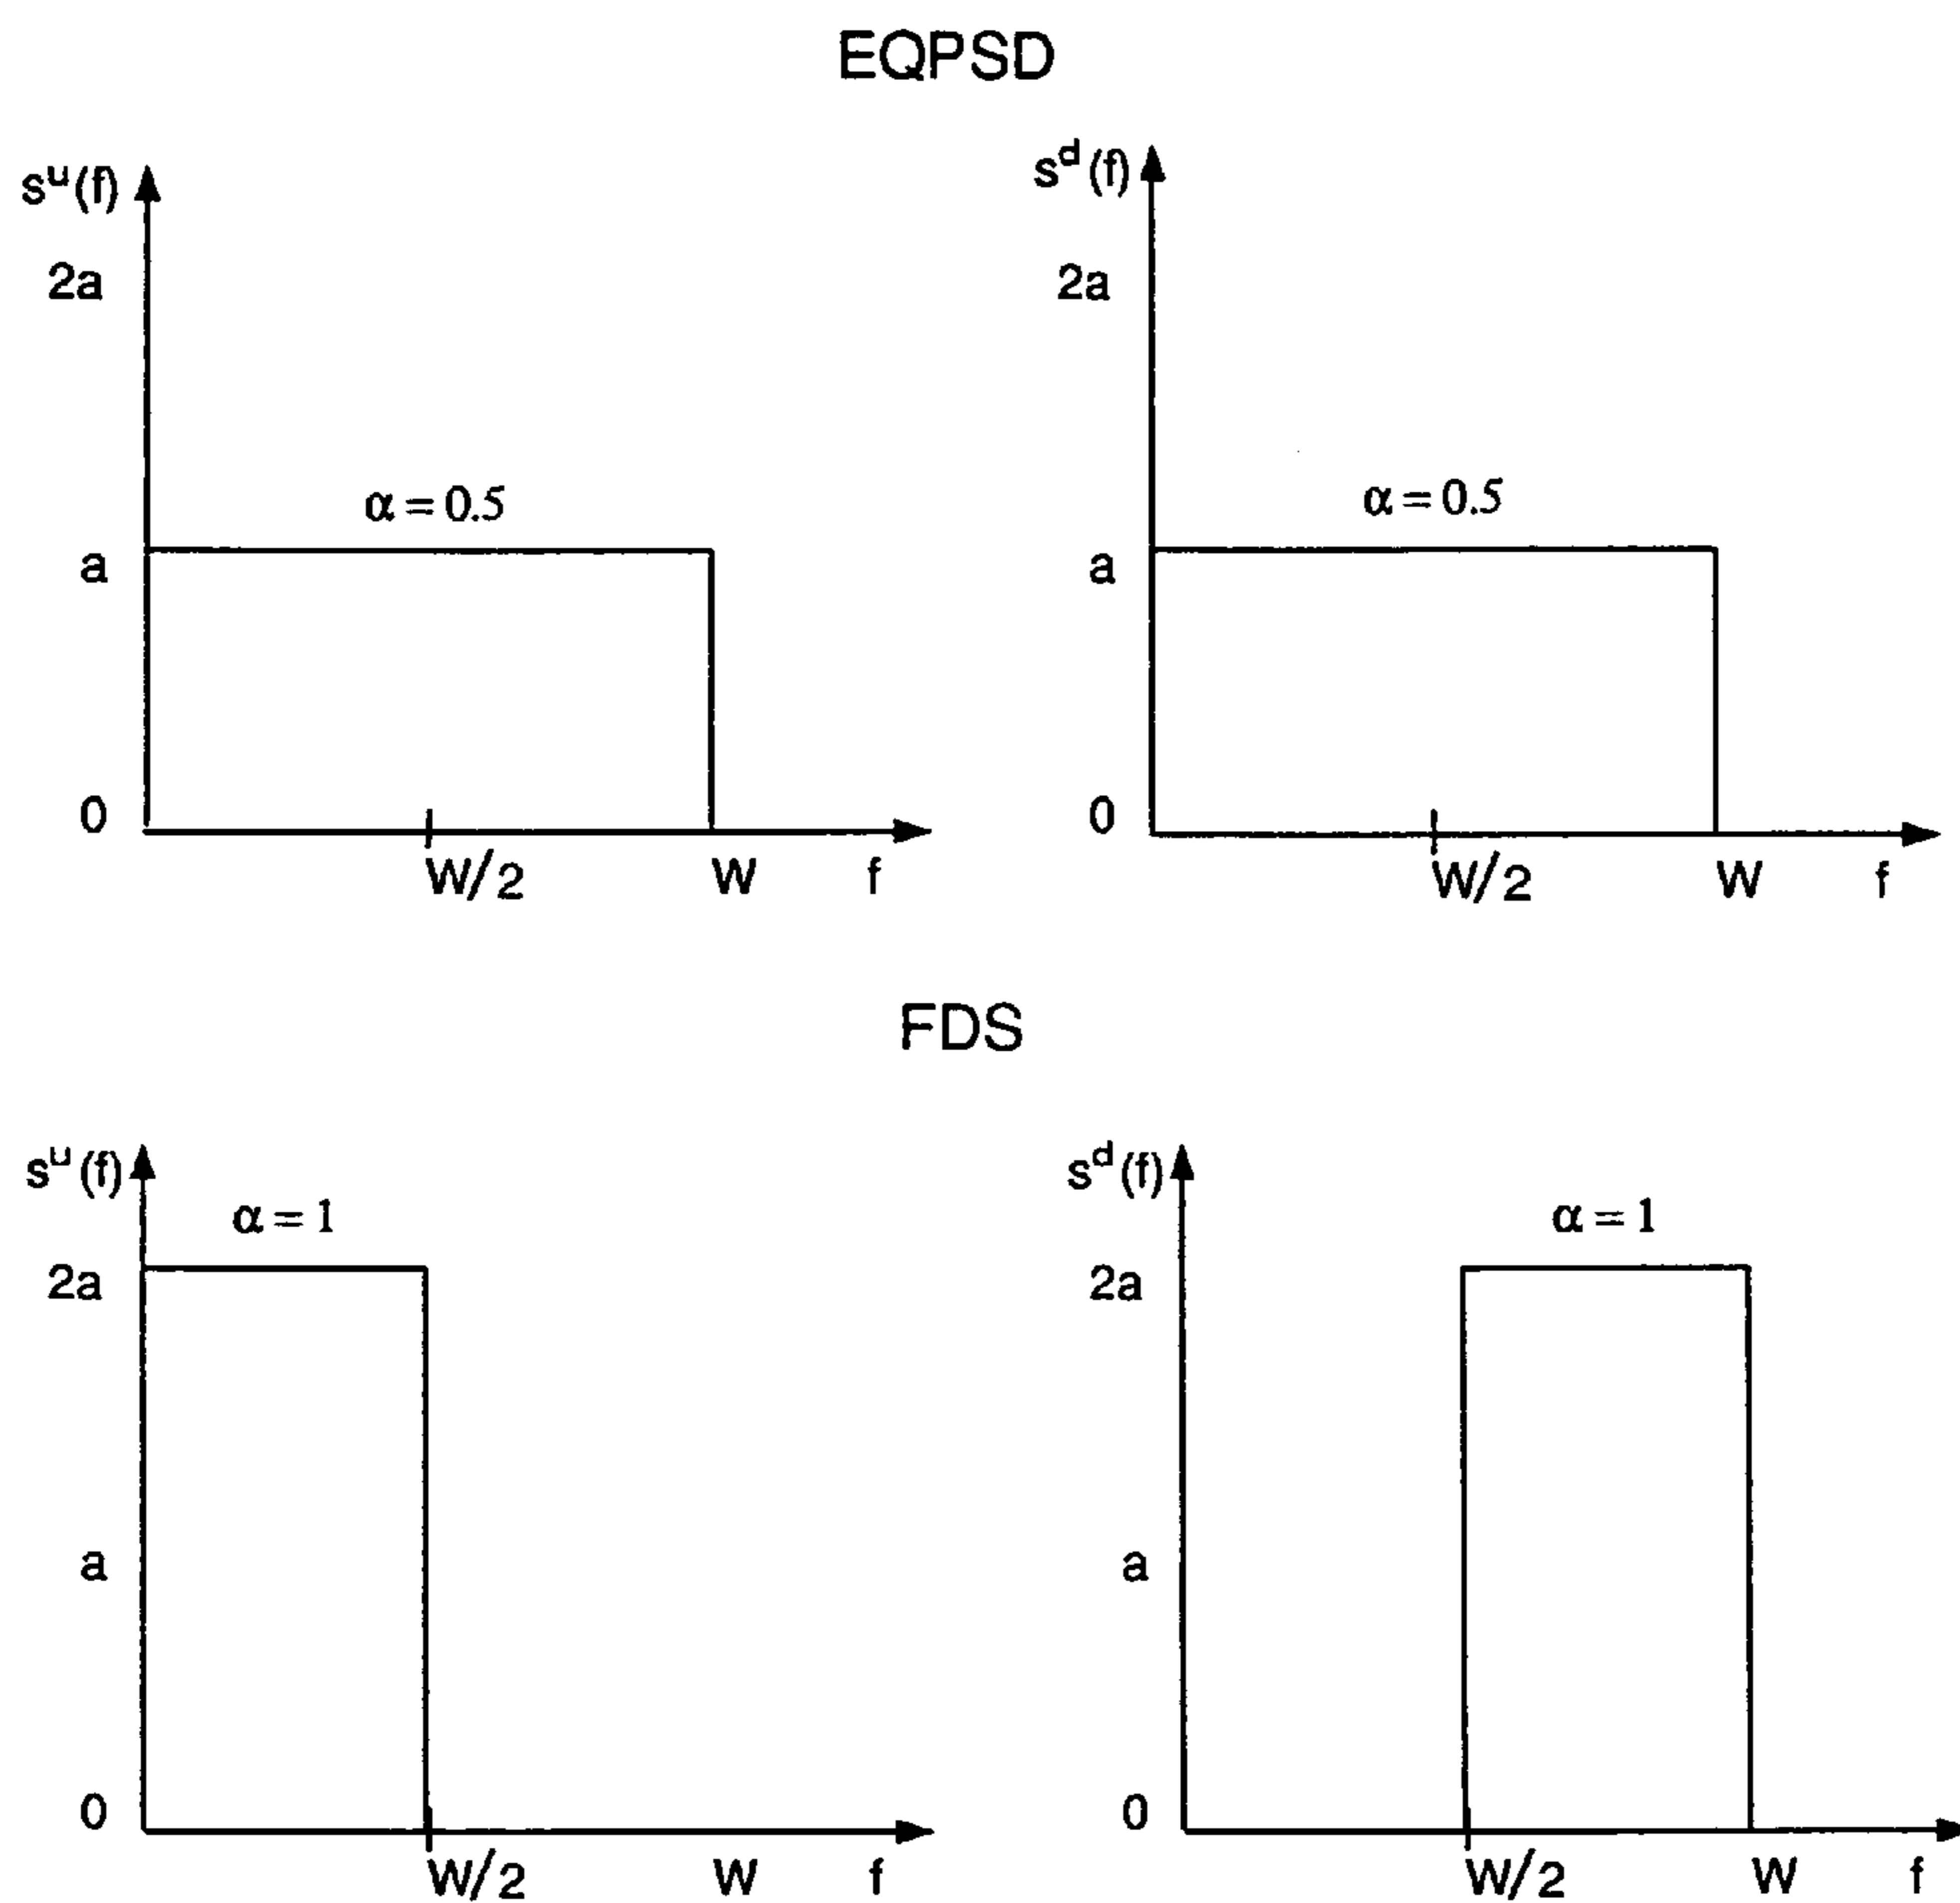 EQPSD
s^u(f)
2a
α = 0.5
a
0
W/2 W f
s^d(f)
2a
α = 0.5
a
0
W/2 W f
FDS
s^u(f)
α = 1
2a
a
0
W/2 W f
s^d(f)
α = 1
2a
a
0
W/2 W f